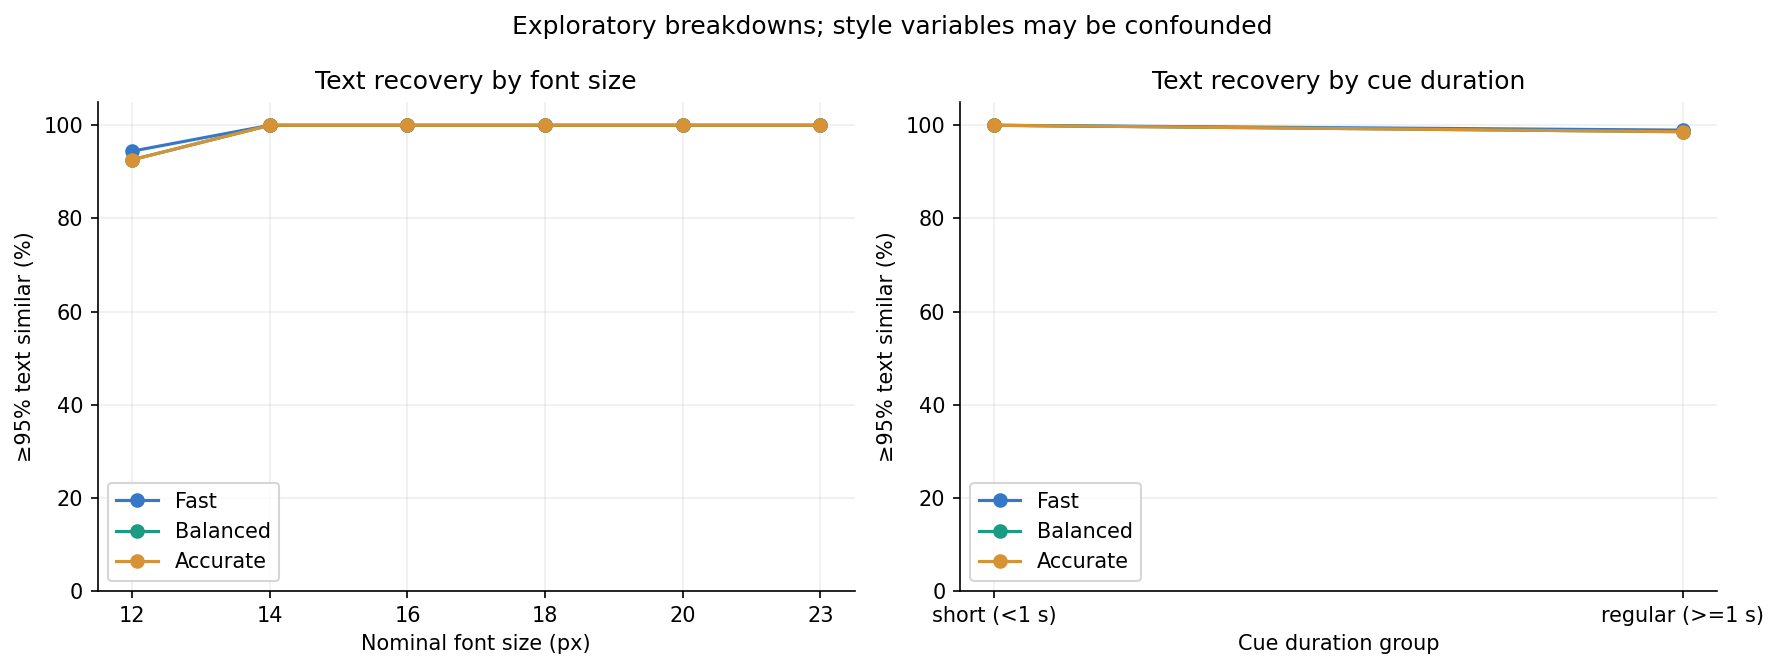 Exploratory breakdowns; style variables may be confounded
Text recovery by font size
≥95% text similar (%)
100
80
60
40
20
0
Fast
Balanced
Accurate
12 14 16 18 20 23
Nominal font size (px)
Text recovery by cue duration
≥95% text similar (%)
100
80
60
40
20
0
Fast
Balanced
Accurate
short (<1 s) regular (>=1 s)
Cue duration group